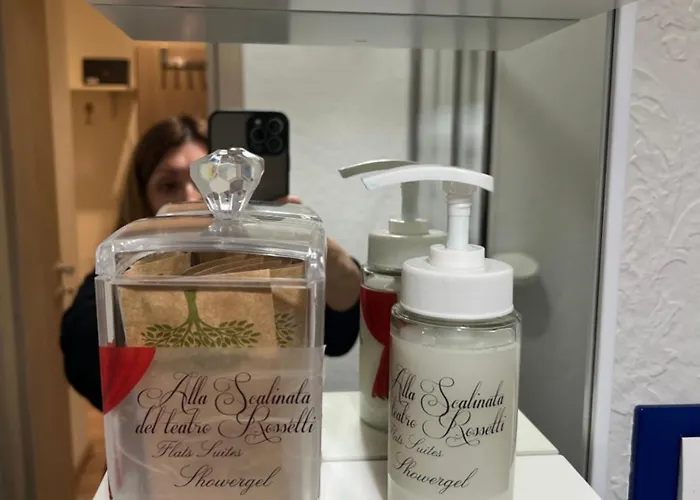 Alla Scalinata
del teatro Rossetti
Flats Suites
Showergel
Alla Scalinata
teatro Rossetti
Flats Suites
Showergel